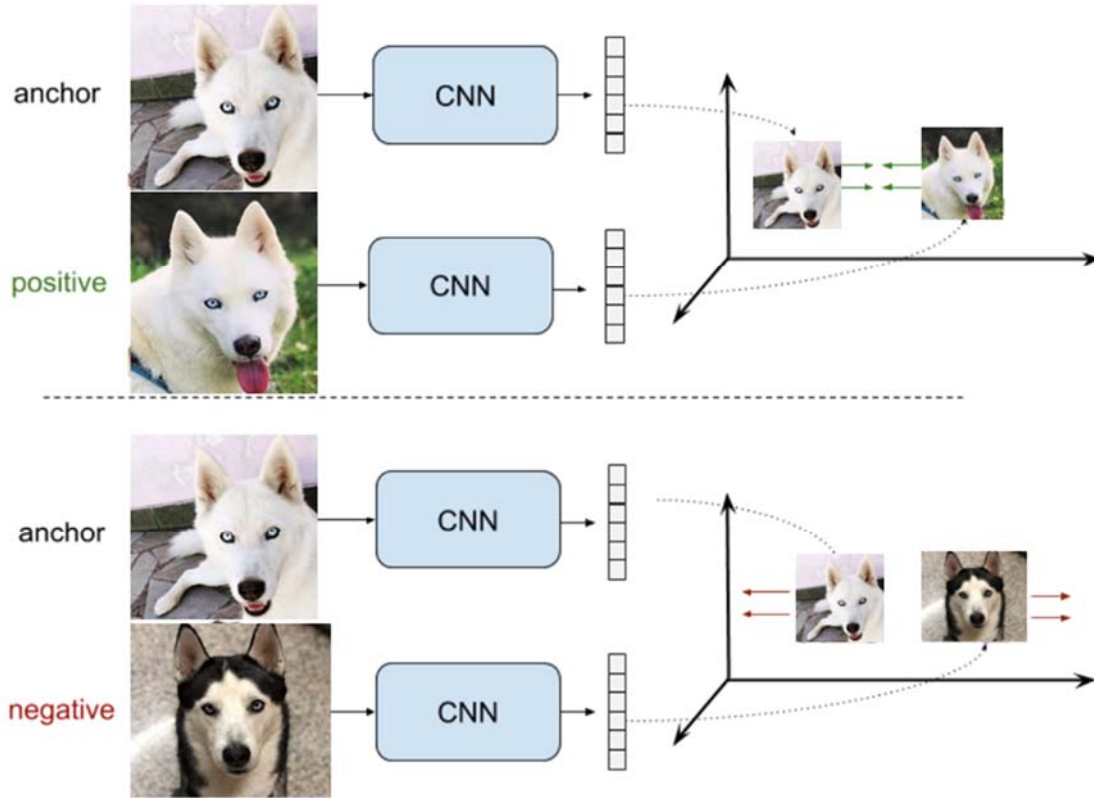 anchor
CNN
positive
CNN
anchor
CNN
negative
CNN